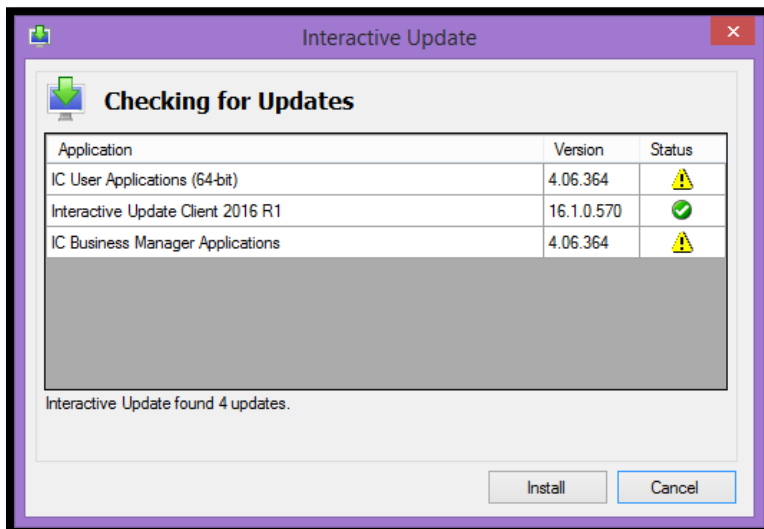 Interactive Update
Checking for Updates
Application Version Status
IC User Applications (64-bit) 4.06.364
Interactive Update Client 2016 R1 16.1.0.570
IC Business Manager Applications 4.06.364
Interactive Update found 4 updates.
Install Cancel